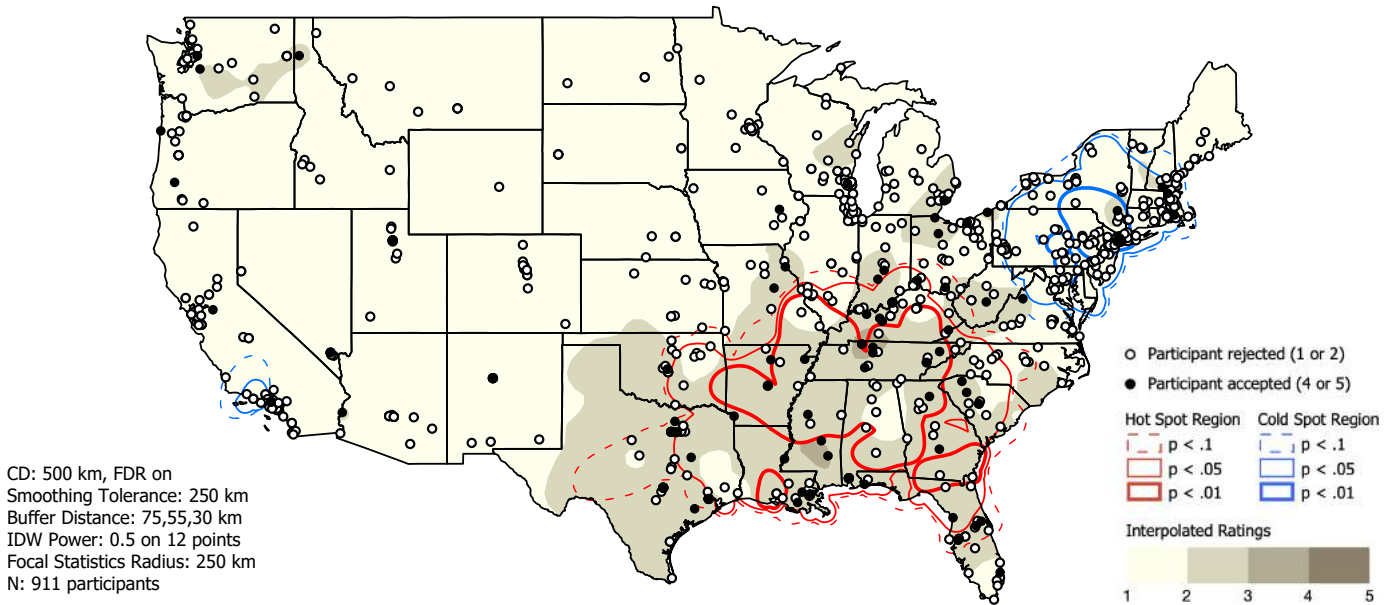 CD: 500 km, FDR on
Smoothing Tolerance: 250 km
Buffer Distance: 75,55,30 km
IDW Power: 0.5 on 12 points
Focal Statistics Radius: 250 km
N: 911 participants
Participant rejected (1 or 2)
Participant accepted (4 or 5)
Hot Spot Region Cold Spot Region
p < .1 p < .1
p < .05 p < .05
p < .01 p < .01
Interpolated Ratings
1 2 3 4 5